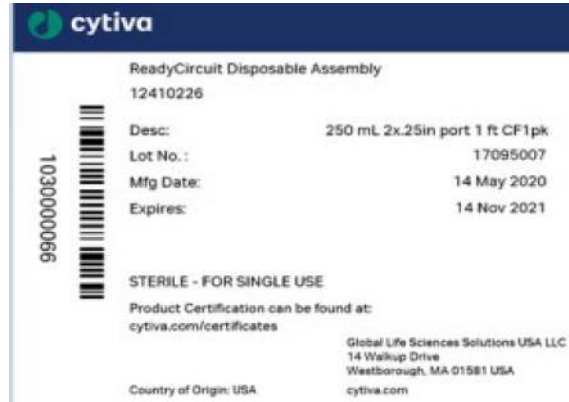 cytiva
ReadyCircuit Disposable Assembly
12410226
Desc: 250 mL 2x.25in port 1 ft CF1pk
Lot No. : 17095007
Mfg Date: 14 May 2020
Expires: 14 Nov 2021
1030000066
STERILE - FOR SINGLE USE
Product Certification can be found at:
cytiva.com/certificates
Global Life Sciences Solutions USA LLC
14 Walkup Drive
Westborough, MA 01581 USA
Country of Origin: USA cytiva.com